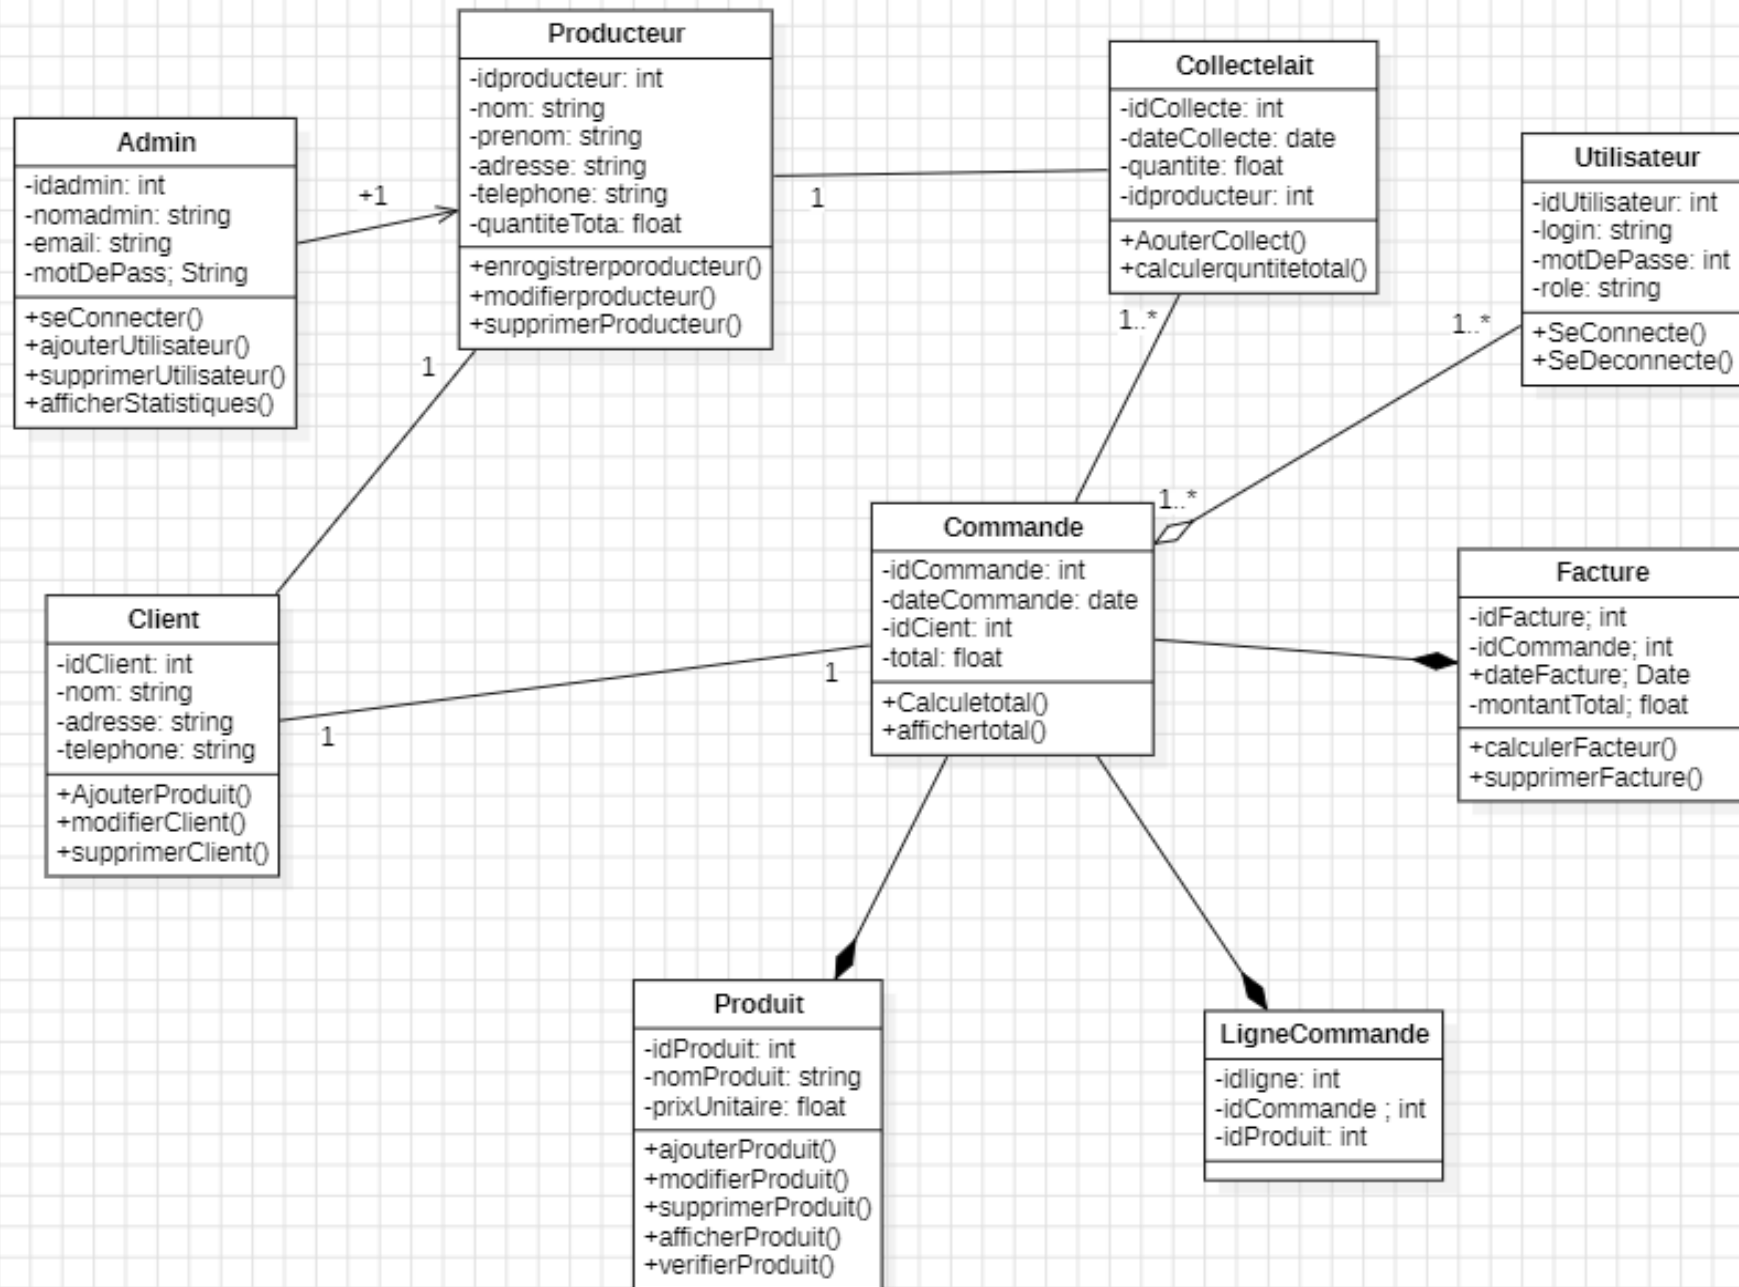 Producteur
-idproducteur: int
-nom: string
-prenom: string
-adresse: string
-telephone: string
-quantiteTota: float
+enrogistrerporoducteur()
+modifierproducteur()
+supprimerProducteur()
Collectelait
-idCollecte: int
-dateCollecte: date
-quantite: float
-idproducteur: int
+AouterCollect()
+calculerquntitetotal()
Admin
-idadmin: int
-nomadmin: string
-email: string
-motDePass; String
+seConnecter()
+ajouterUtilisateur()
+supprimerUtilisateur()
+afficherStatistiques()
Utilisateur
-idUtilisateur: int
-login: string
-motDePasse: int
-role: string
+SeConnecte()
+SeDeconnecte()
+1
1
1
1..*
1..*
1..*
Commande
-idCommande: int
-dateCommande: date
-idCient: int
-total: float
+Calculetotal()
+affichertotal()
Facture
-idFacture; int
-idCommande; int
+dateFacture; Date
-montantTotal; float
+calculerFacteur()
+supprimerFacture()
Client
-idClient: int
-nom: string
-adresse: string
-telephone: string
+AjouterProduit()
+modifierClient()
+supprimerClient()
1
1
Produit
-idProduit: int
-nomProduit: string
-prixUnitaire: float
+ajouterProduit()
+modifierProduit()
+supprimerProduit()
+afficherProduit()
+verifierProduit()
LigneCommande
-idligne: int
-idCommande ; int
-idProduit: int